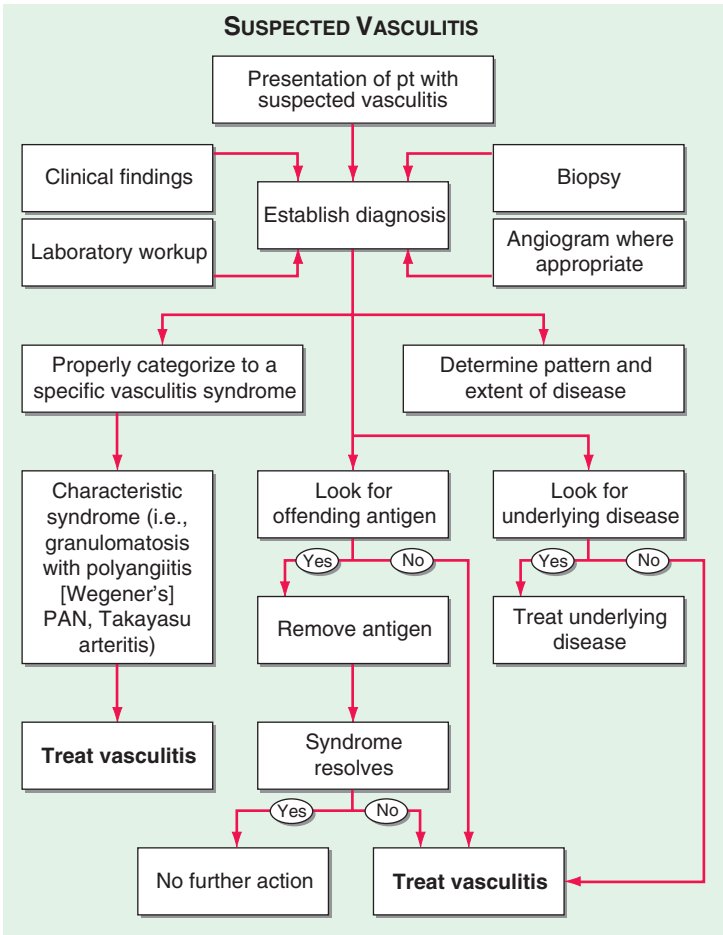 SUSPECTED VASCULITIS
Presentation of pt with
suspected vasculitis
Clinical findings
Biopsy
Establish diagnosis
Laboratory workup
Angiogram where
appropriate
Properly categorize to a
specific vasculitis syndrome
Determine pattern and
extent of disease
Characteristic
syndrome (i.e.,
granulomatosis
with polyangiitis
[Wegener's]
PAN, Takayasu
arteritis)
Look for
offending antigen
Look for
underlying disease
Yes
No
Yes
No
Remove antigen
Treat underlying
disease
Treat vasculitis
Syndrome
resolves
Yes
No
No further action
Treat vasculitis